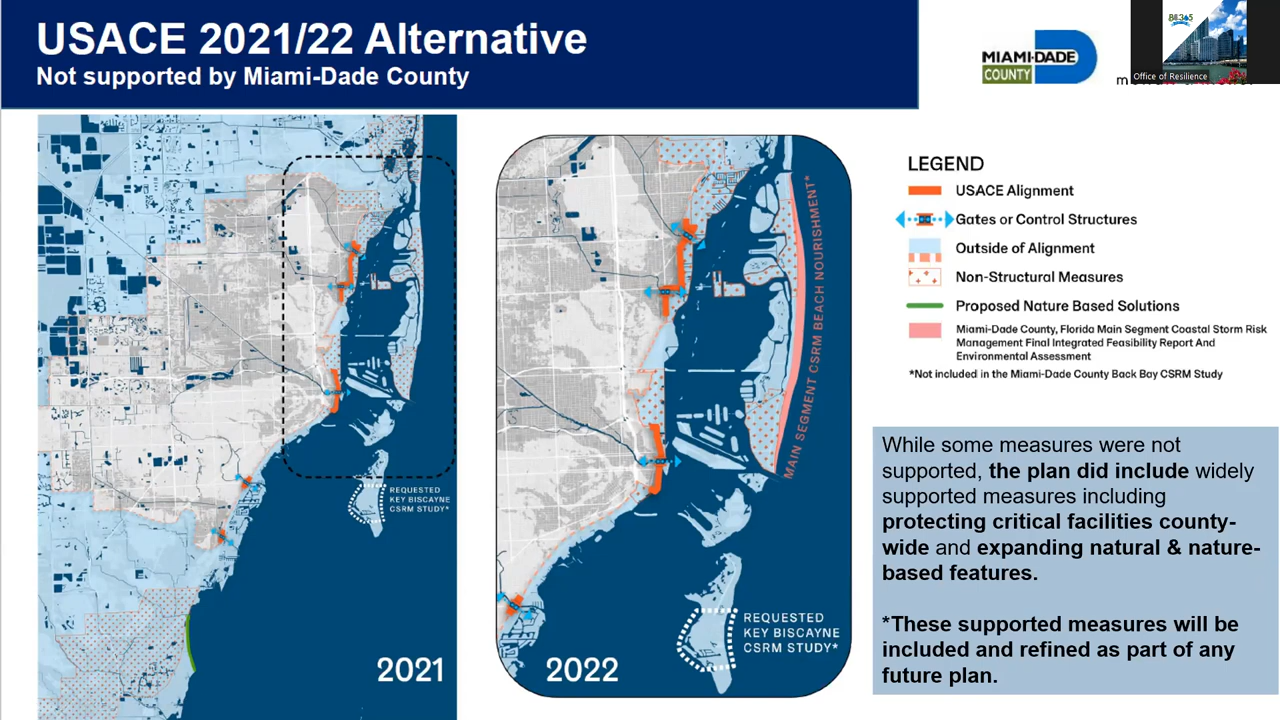 USACE 2021/22 Alternative
Not supported by Miami-Dade County
MIAMI-DADE
COUNTY
Office of Resilience
REQUESTED
KEY BISCAYNE
CSRM STUDY*
2021
MAIN SEGMENT CSRM BEACH NOURISHMENT*
REQUESTED
KEY BISCAYNE
CSRM STUDY*
2022
LEGEND
USACE Alignment
Gates or Control Structures
Outside of Alignment
Non-Structural Measures
Proposed Nature Based Solutions
Miami-Dade County, Florida Main Segment Coastal Storm Risk
Management Final Integrated Feasibility Report And
Environmental Assessment
*Not included in the Miami-Dade County Back Bay CSRM Study
While some measures were not
supported, the plan did include widely
supported measures including
protecting critical facilities county-
wide and expanding natural & nature-
based features.
*These supported measures will be
included and refined as part of any
future plan.